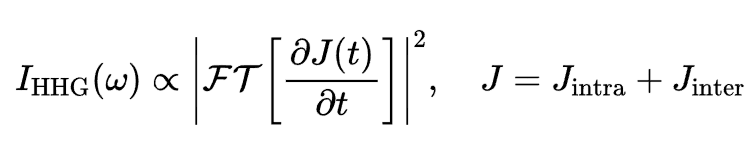 I_HHG(ω) ∝ |ℱ𝒯[∂J(t)/∂t]|², J = J_intra + J_inter